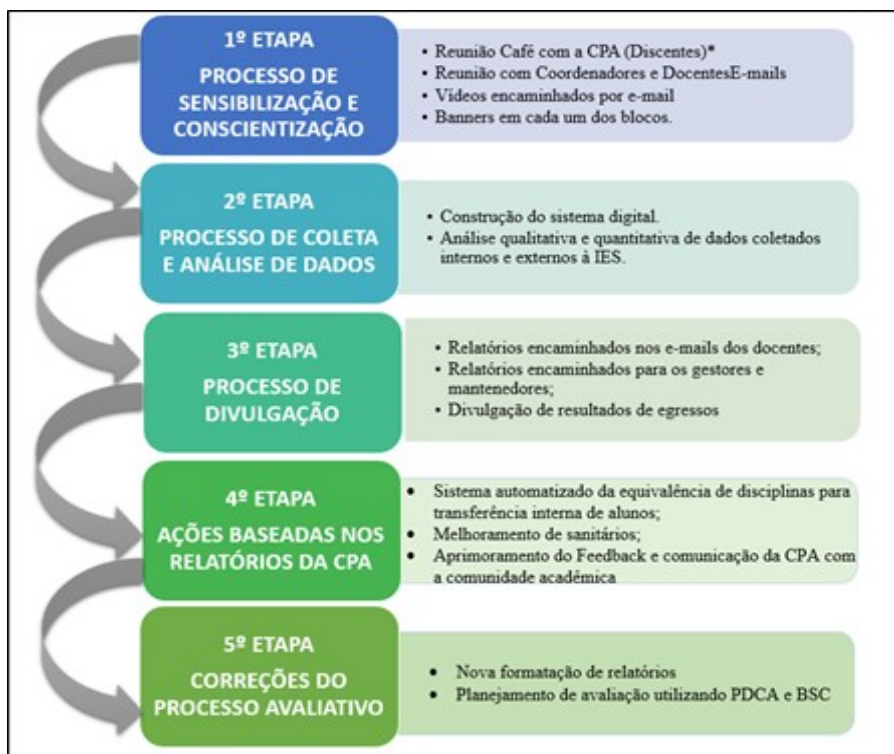 1º ETAPA
PROCESSO DE
SENSIBILIZAÇÃO E
CONSCIENTIZAÇÃO
• Reunião Café com a CPA (Discentes)*
• Reunião com Coordenadores e DocentesE-mails
• Vídeos encaminhados por e-mail
• Banners em cada um dos blocos.
2º ETAPA
PROCESSO DE COLETA
E ANÁLISE DE DADOS
• Construção do sistema digital.
• Análise qualitativa e quantitativa de dados coletados
internos e externos à IES.
3º ETAPA
PROCESSO DE
DIVULGAÇÃO
• Relatórios encaminhados nos e-mails dos docentes;
• Relatórios encaminhados para os gestores e
mantenedores;
• Divulgação de resultados de egressos
4º ETAPA
AÇÕES BASEADAS NOS
RELATÓRIOS DA CPA
• Sistema automatizado da equivalência de disciplinas para
transferência interna de alunos;
• Melhoramento de sanitários;
• Aprimoramento do Feedback e comunicação da CPA com
a comunidade acadêmica
5º ETAPA
CORREÇÕES DO
PROCESSO AVALIATIVO
• Nova formatação de relatórios
• Planejamento de avaliação utilizando PDCA e BSC